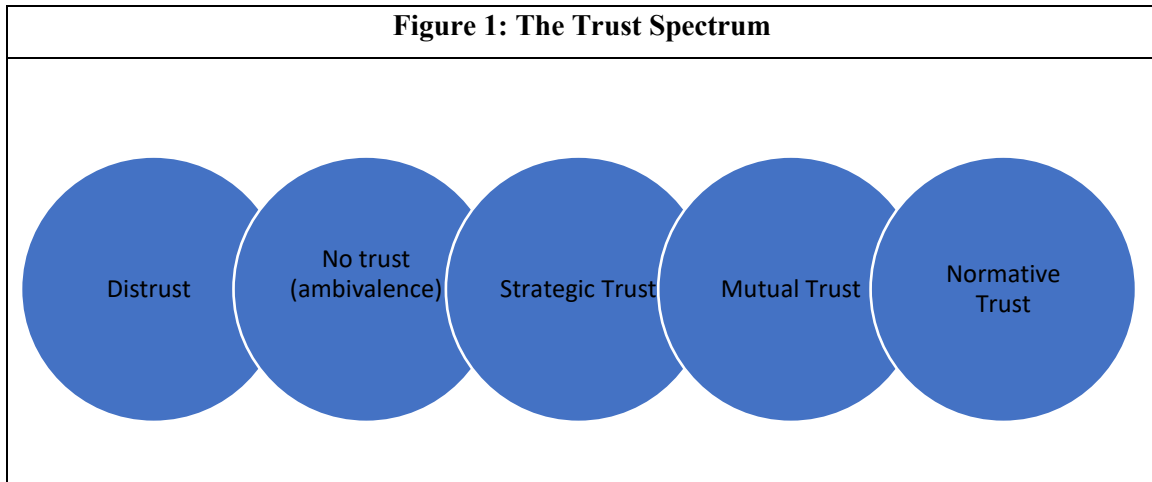 Figure 1: The Trust Spectrum
Distrust
No trust
(ambivalence)
Strategic Trust
Mutual Trust
Normative
Trust